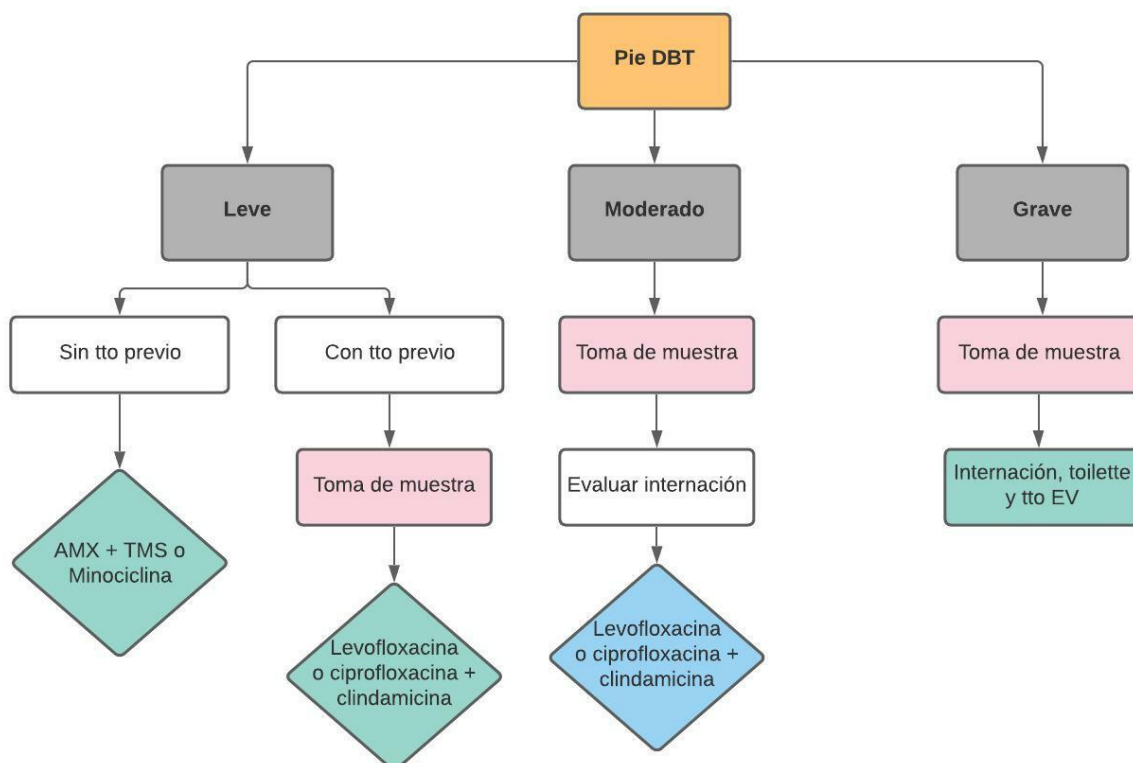 Pie DBT
Leve
Moderado
Grave
Sin tto previo
Con tto previo
Toma de muestra
Toma de muestra
Toma de muestra
Evaluar internación
Internación, toilette
y tto EV
AMX + TMS o
Minociclina
Levofloxacina
o ciprofloxacina +
clindamicina
Levofloxacina
o ciprofloxacina +
clindamicina